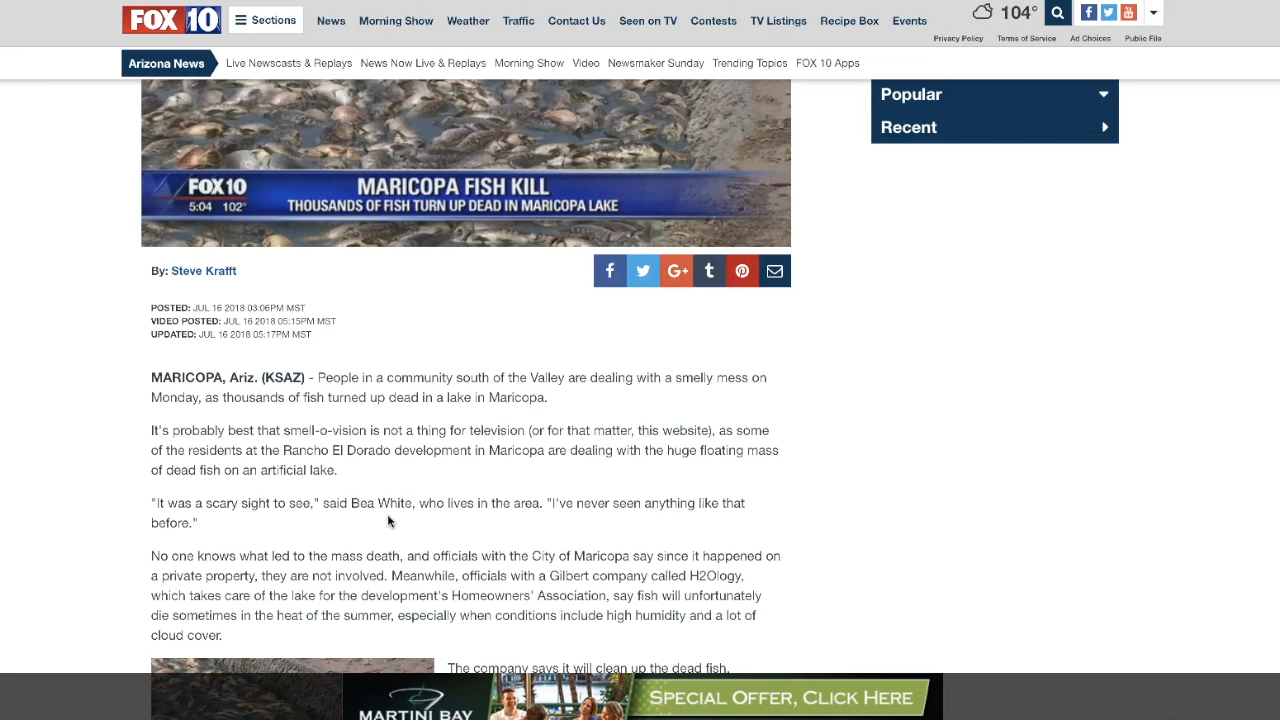 FOX 10
Sections
News
Morning Show
Weather
Traffic
Contact Us
Seen on TV
Contests
TV Listings
Recipe Box
Events
104°
Privacy Policy
Terms of Service
Ad Choices
Public File
Arizona News
Live Newscasts & Replays
News Now Live & Replays
Morning Show
Video
Newsmaker Sunday
Trending Topics
FOX 10 Apps
Popular
Recent
FOX 10
5:04 102°
MARICOPA FISH KILL
THOUSANDS OF FISH TURN UP DEAD IN MARICOPA LAKE
By: Steve Krafft
POSTED: JUL 16 2018 03:06PM MST
VIDEO POSTED: JUL 16 2018 05:15PM MST
UPDATED: JUL 16 2018 05:17PM MST
MARICOPA, Ariz. (KSAZ) - People in a community south of the Valley are dealing with a smelly mess on
Monday, as thousands of fish turned up dead in a lake in Maricopa.
It's probably best that smell-o-vision is not a thing for television (or for that matter, this website), as some
of the residents at the Rancho El Dorado development in Maricopa are dealing with the huge floating mass
of dead fish on an artificial lake.
"It was a scary sight to see," said Bea White, who lives in the area. "I've never seen anything like that
before."
No one knows what led to the mass death, and officials with the City of Maricopa say since it happened on
a private property, they are not involved. Meanwhile, officials with a Gilbert company called H2Ology,
which takes care of the lake for the development's Homeowners' Association, say fish will unfortunately
die sometimes in the heat of the summer, especially when conditions include high humidity and a lot of
cloud cover.
The company says it will clean up the dead fish.
MARTINI BAY
SPECIAL OFFER, CLICK HERE